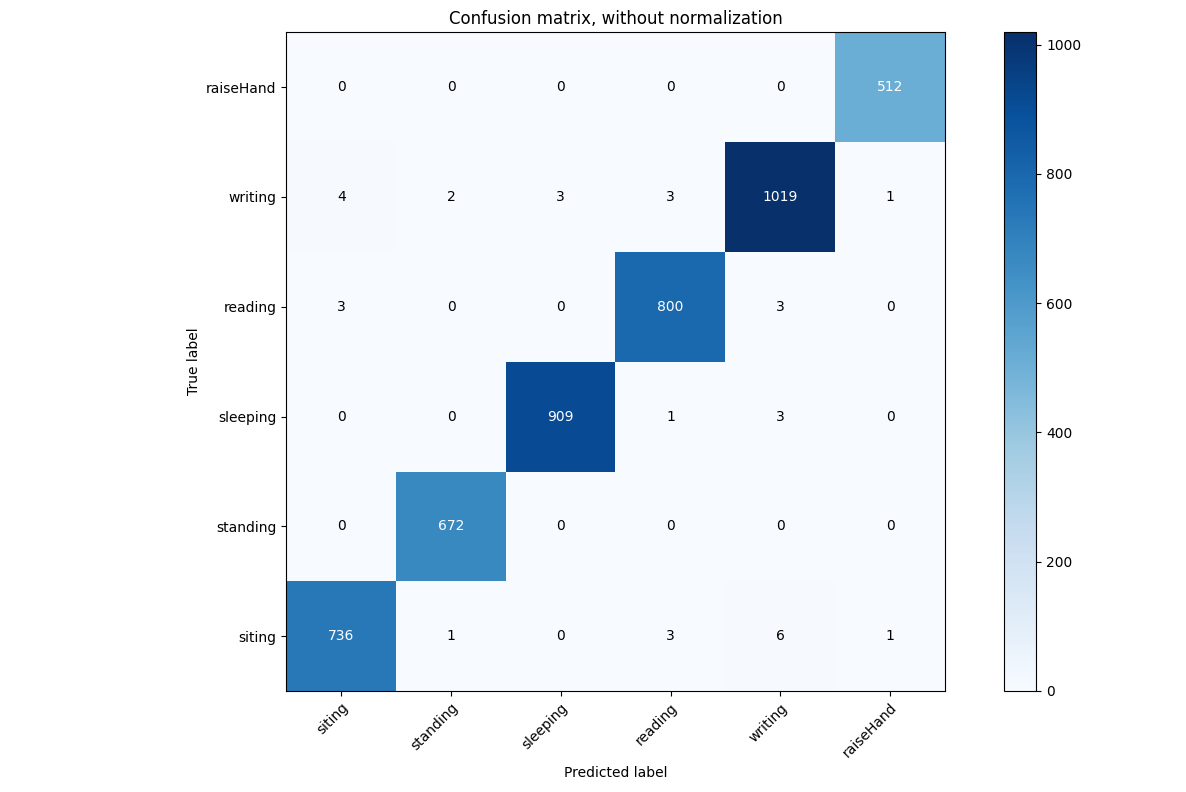 Confusion matrix, without normalization
True label
raiseHand 0 0 0 0 0 512
writing 4 2 3 3 1019 1
reading 3 0 0 800 3 0
sleeping 0 0 909 1 3 0
standing 0 672 0 0 0 0
siting 736 1 0 3 6 1
siting standing sleeping reading writing raiseHand
Predicted label
1000
800
600
400
200
0